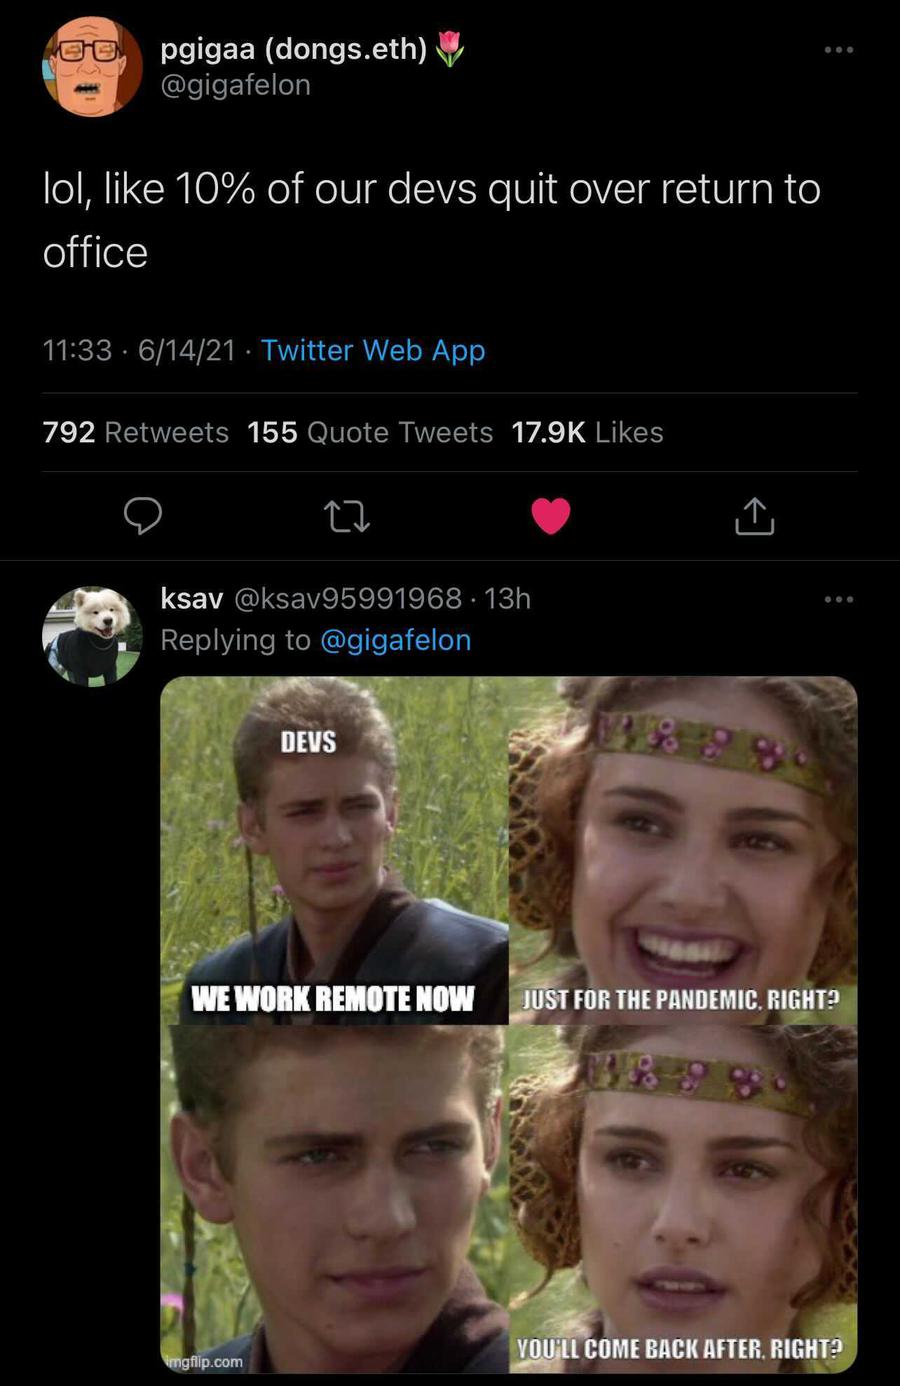 pgigaa (dongs.eth)🌷
@gigafelon
lol, like 10% of our devs quit over return to
office
11:33 · 6/14/21 · Twitter Web App
792 Retweets 155 Quote Tweets 17.9K Likes
ksav @ksav95991968 · 13h
Replying to @gigafelon
DEVS
WE WORK REMOTE NOW
JUST FOR THE PANDEMIC, RIGHT?
YOU'LL COME BACK AFTER, RIGHT?
imgflip.com